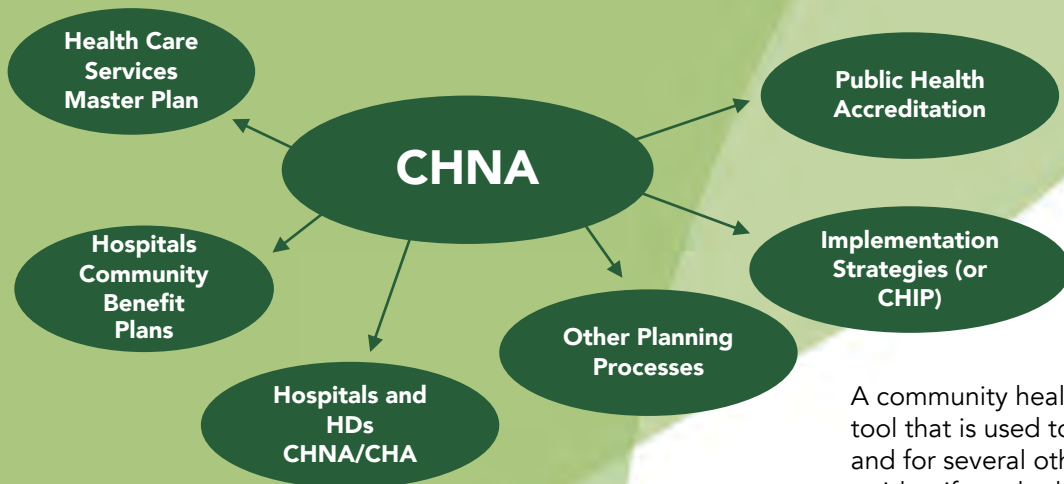 Health Care
Services
Master Plan
CHNA
Public Health
Accreditation
Hospitals
Community
Benefit
Plans
Implementation
Strategies (or
CHIP)
Other Planning
Processes
Hospitals and
HDs
CHNA/CHA
A community heal
tool that is used to
and for several oth